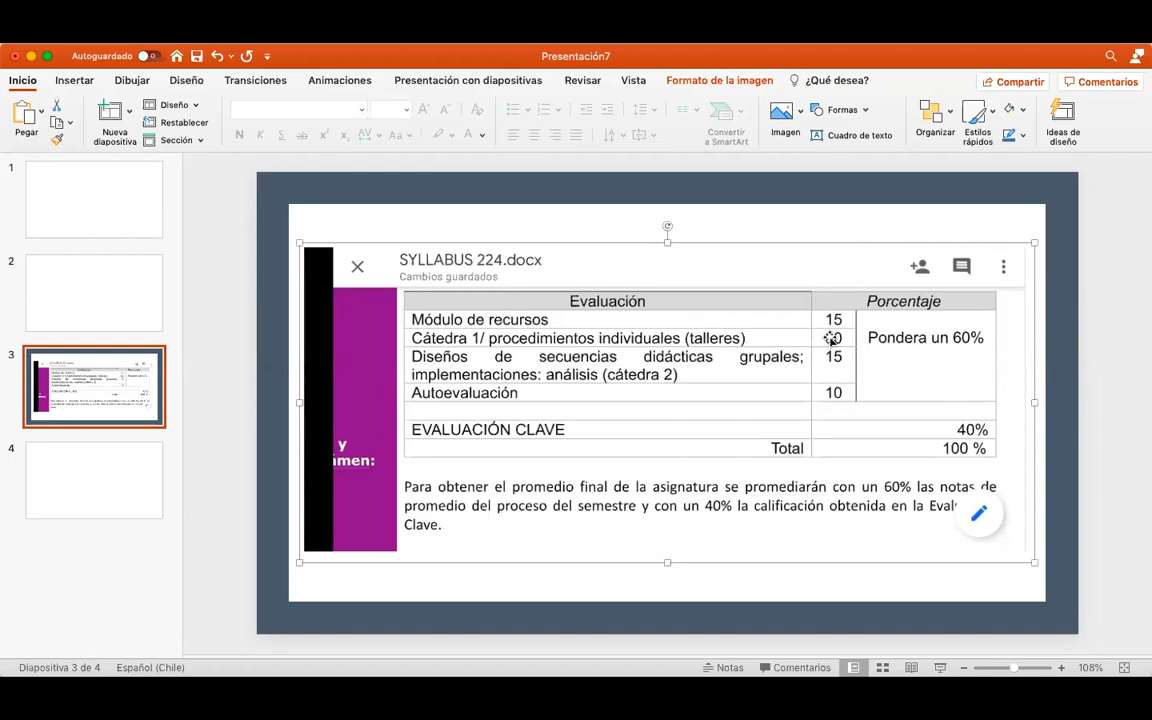 Autoguardado
Presentación7
Inicio
Insertar
Dibujar
Diseño
Transiciones
Animaciones
Presentación con diapositivas
Revisar
Vista
Formato de la imagen
¿Qué desea?
Compartir
Comentarios
Pegar
Nueva
diapositiva
Diseño
Restablecer
Sección
Convertir
a SmartArt
Imagen
Formas
Cuadro de texto
Organizar
Estilos
rápidos
Ideas de
diseño
1
2
3
4
SYLLABUS 224.docx
Cambios guardados
Evaluación Porcentaje
Módulo de recursos 15
Cátedra 1/ procedimientos individuales (talleres) Pondera un 60%
Diseños de secuencias didácticas grupales; 15
implementaciones: análisis (cátedra 2)
Autoevaluación 10
EVALUACIÓN CLAVE 40%
Total 100 %
y
ámen:
Para obtener el promedio final de la asignatura se promediarán con un 60% las notas de
promedio del proceso del semestre y con un 40% la calificación obtenida en la
Clave.
Diapositiva 3 de 4
Español (Chile)
Notas
Comentarios
108%